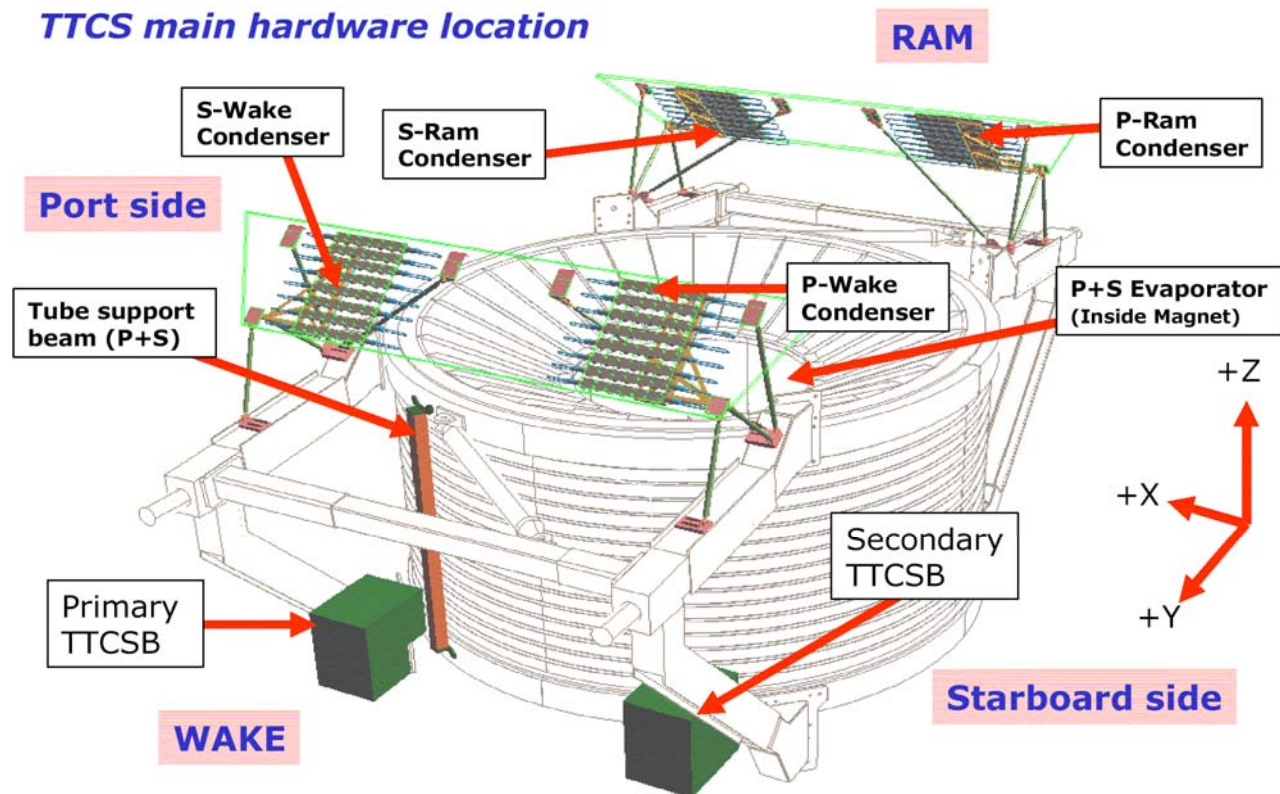 TTCS main hardware location
RAM
S-Wake
Condenser
S-Ram
Condenser
P-Ram
Condenser
Port side
Tube support
beam (P+S)
P-Wake
Condenser
P+S Evaporator
(Inside Magnet)
+Z
+X
+Y
Secondary
TTCSB
Primary
TTCSB
Starboard side
WAKE